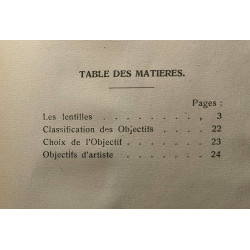 TABLE DES MATIERES.
Pages :
Les lentilles . . . . . . . . , 3
Classification des Objectifs . . . . . 22
Choix de l'Objectif . . . . . . . 23
Objectifs d'artiste . . . . . . . 24